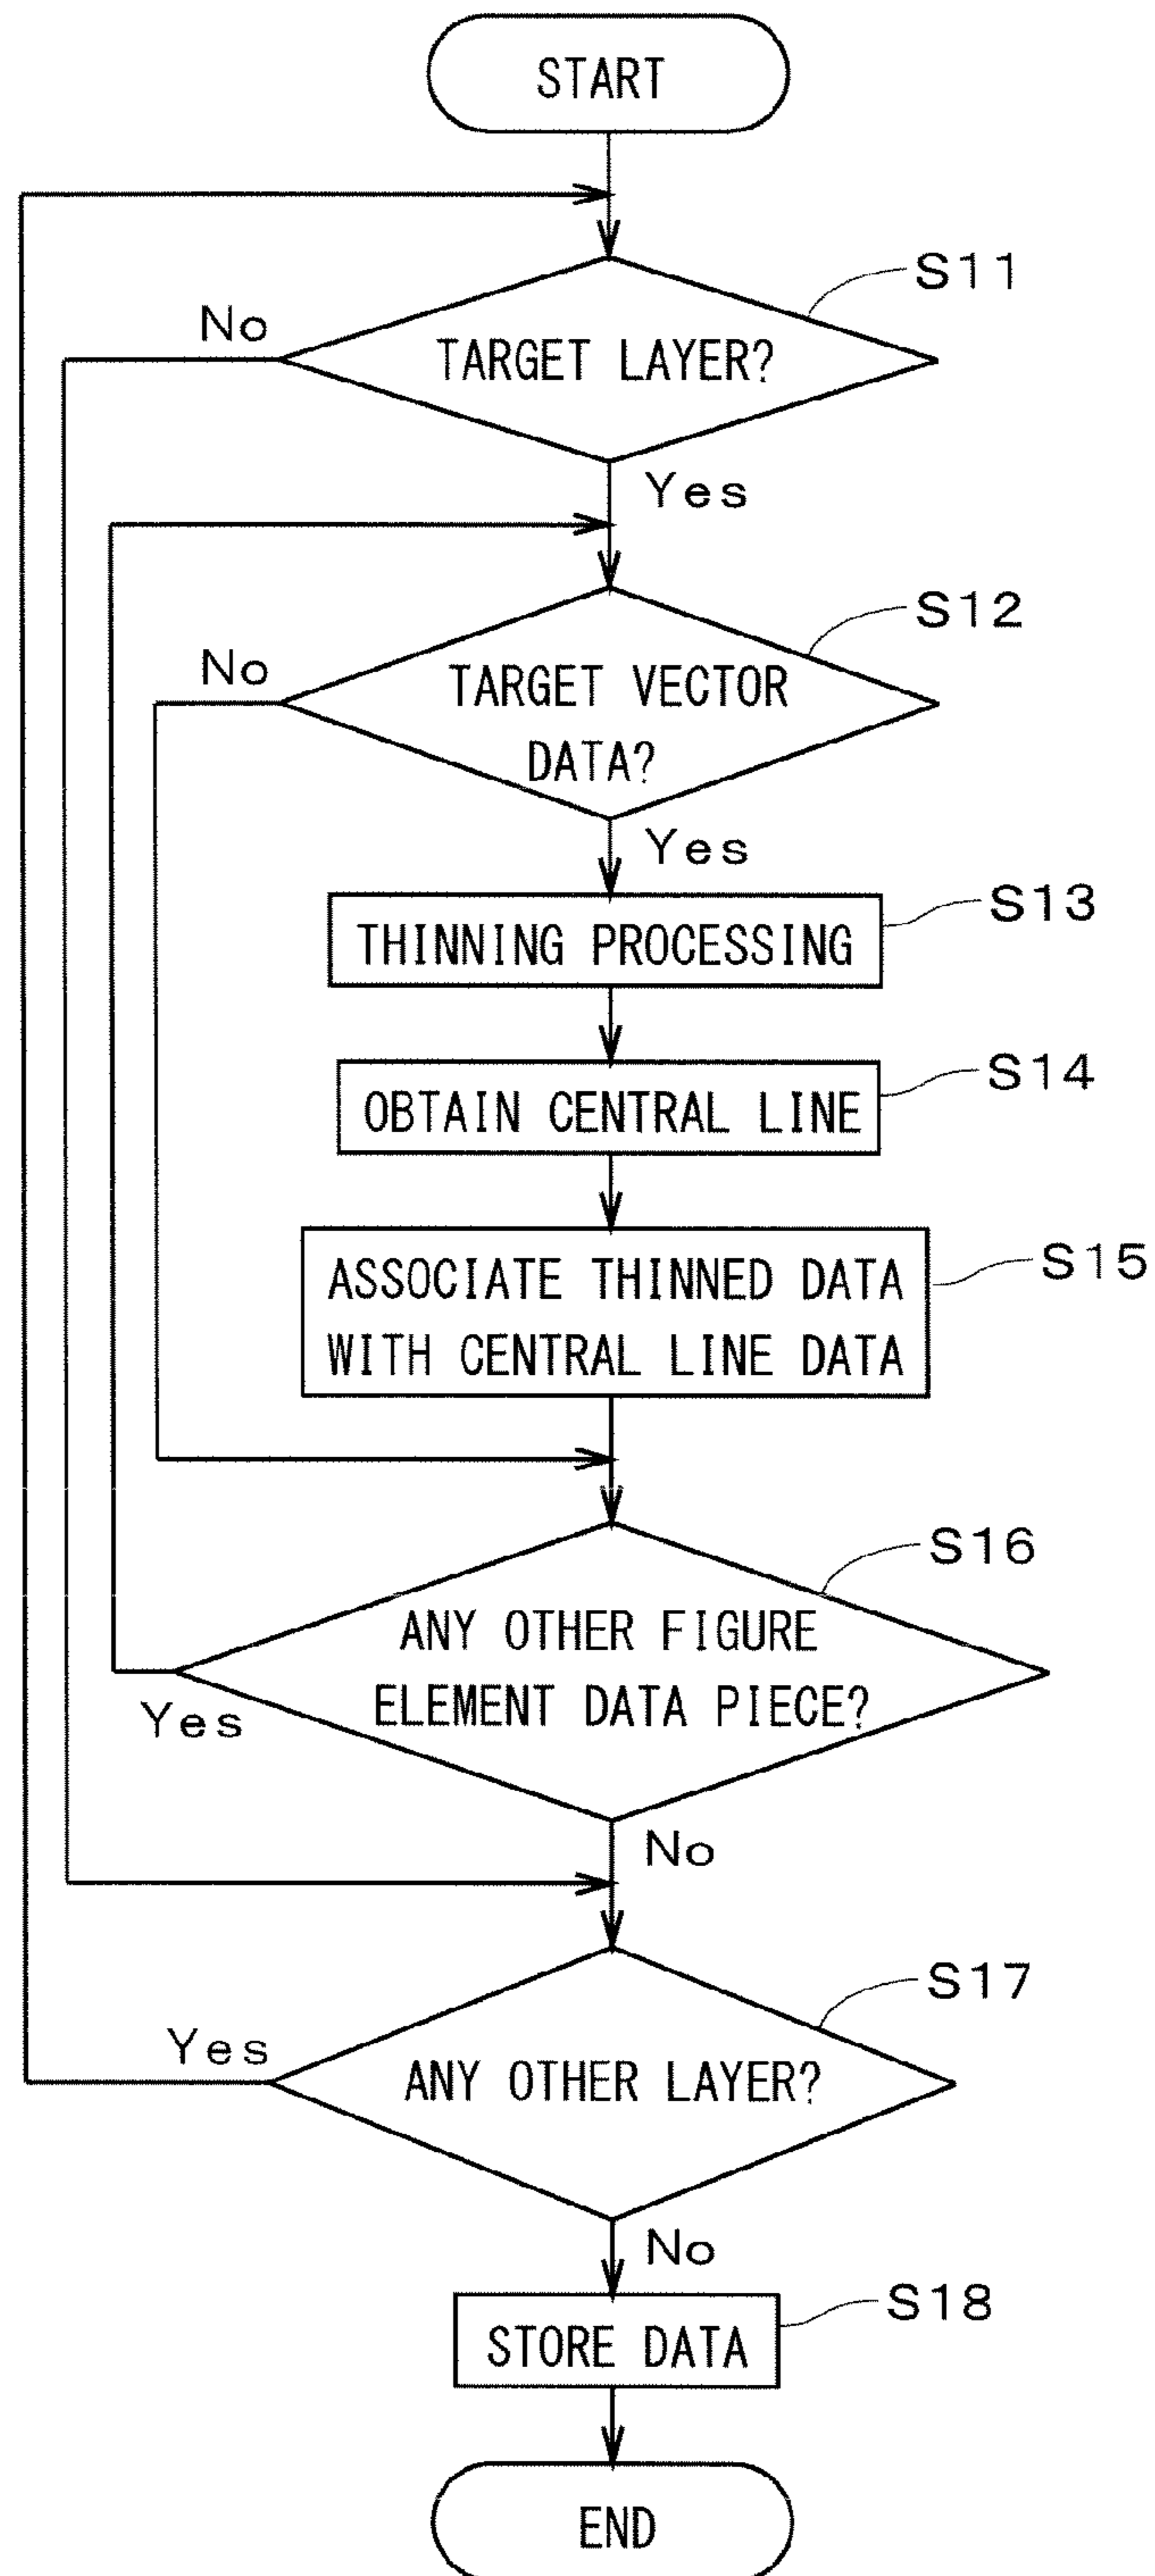 START
S11
No
TARGET LAYER?
Yes
S12
No
TARGET VECTOR
DATA?
Yes
S13
THINNING PROCESSING
S14
OBTAIN CENTRAL LINE
S15
ASSOCIATE THINNED DATA
WITH CENTRAL LINE DATA
S16
ANY OTHER FIGURE
ELEMENT DATA PIECE?
Yes
No
S17
Yes
ANY OTHER LAYER?
No
S18
STORE DATA
END